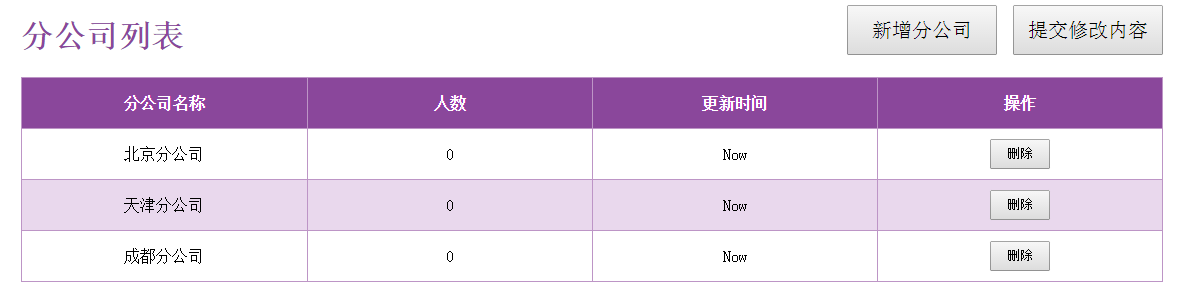 分公司列表
新增分公司 提交修改内容
分公司名称 人数 更新时间 操作
北京分公司 0 Now 删除
天津分公司 0 Now 删除
成都分公司 0 Now 删除